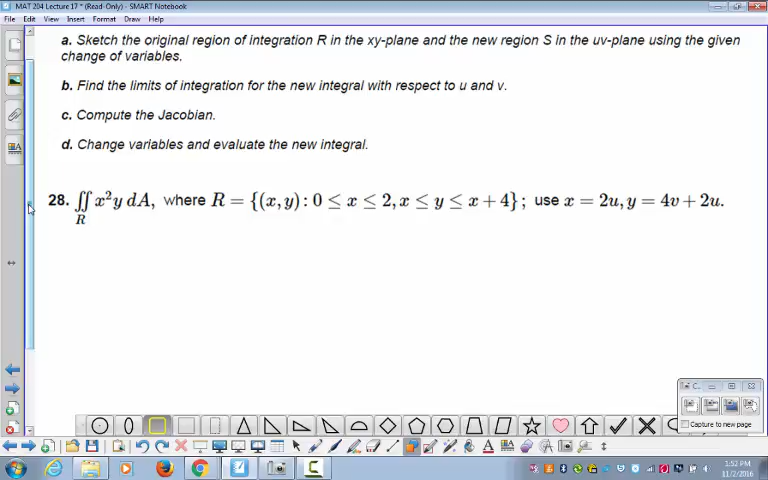 MAT 204 Lecture 17 * (Read-Only) - SMART Notebook
File Edit View Insert Format Draw Help
a. Sketch the original region of integration R in the xy-plane and the new region S in the uv-plane using the given
change of variables.
b. Find the limits of integration for the new integral with respect to u and v.
c. Compute the Jacobian.
d. Change variables and evaluate the new integral.
28. ∬_R x²y dA, where R = {(x, y) : 0 ≤ x ≤ 2, x ≤ y ≤ x + 4}; use x = 2u, y = 4v + 2u.
C..
Capture to new page
1:52 PM
11/2/2016